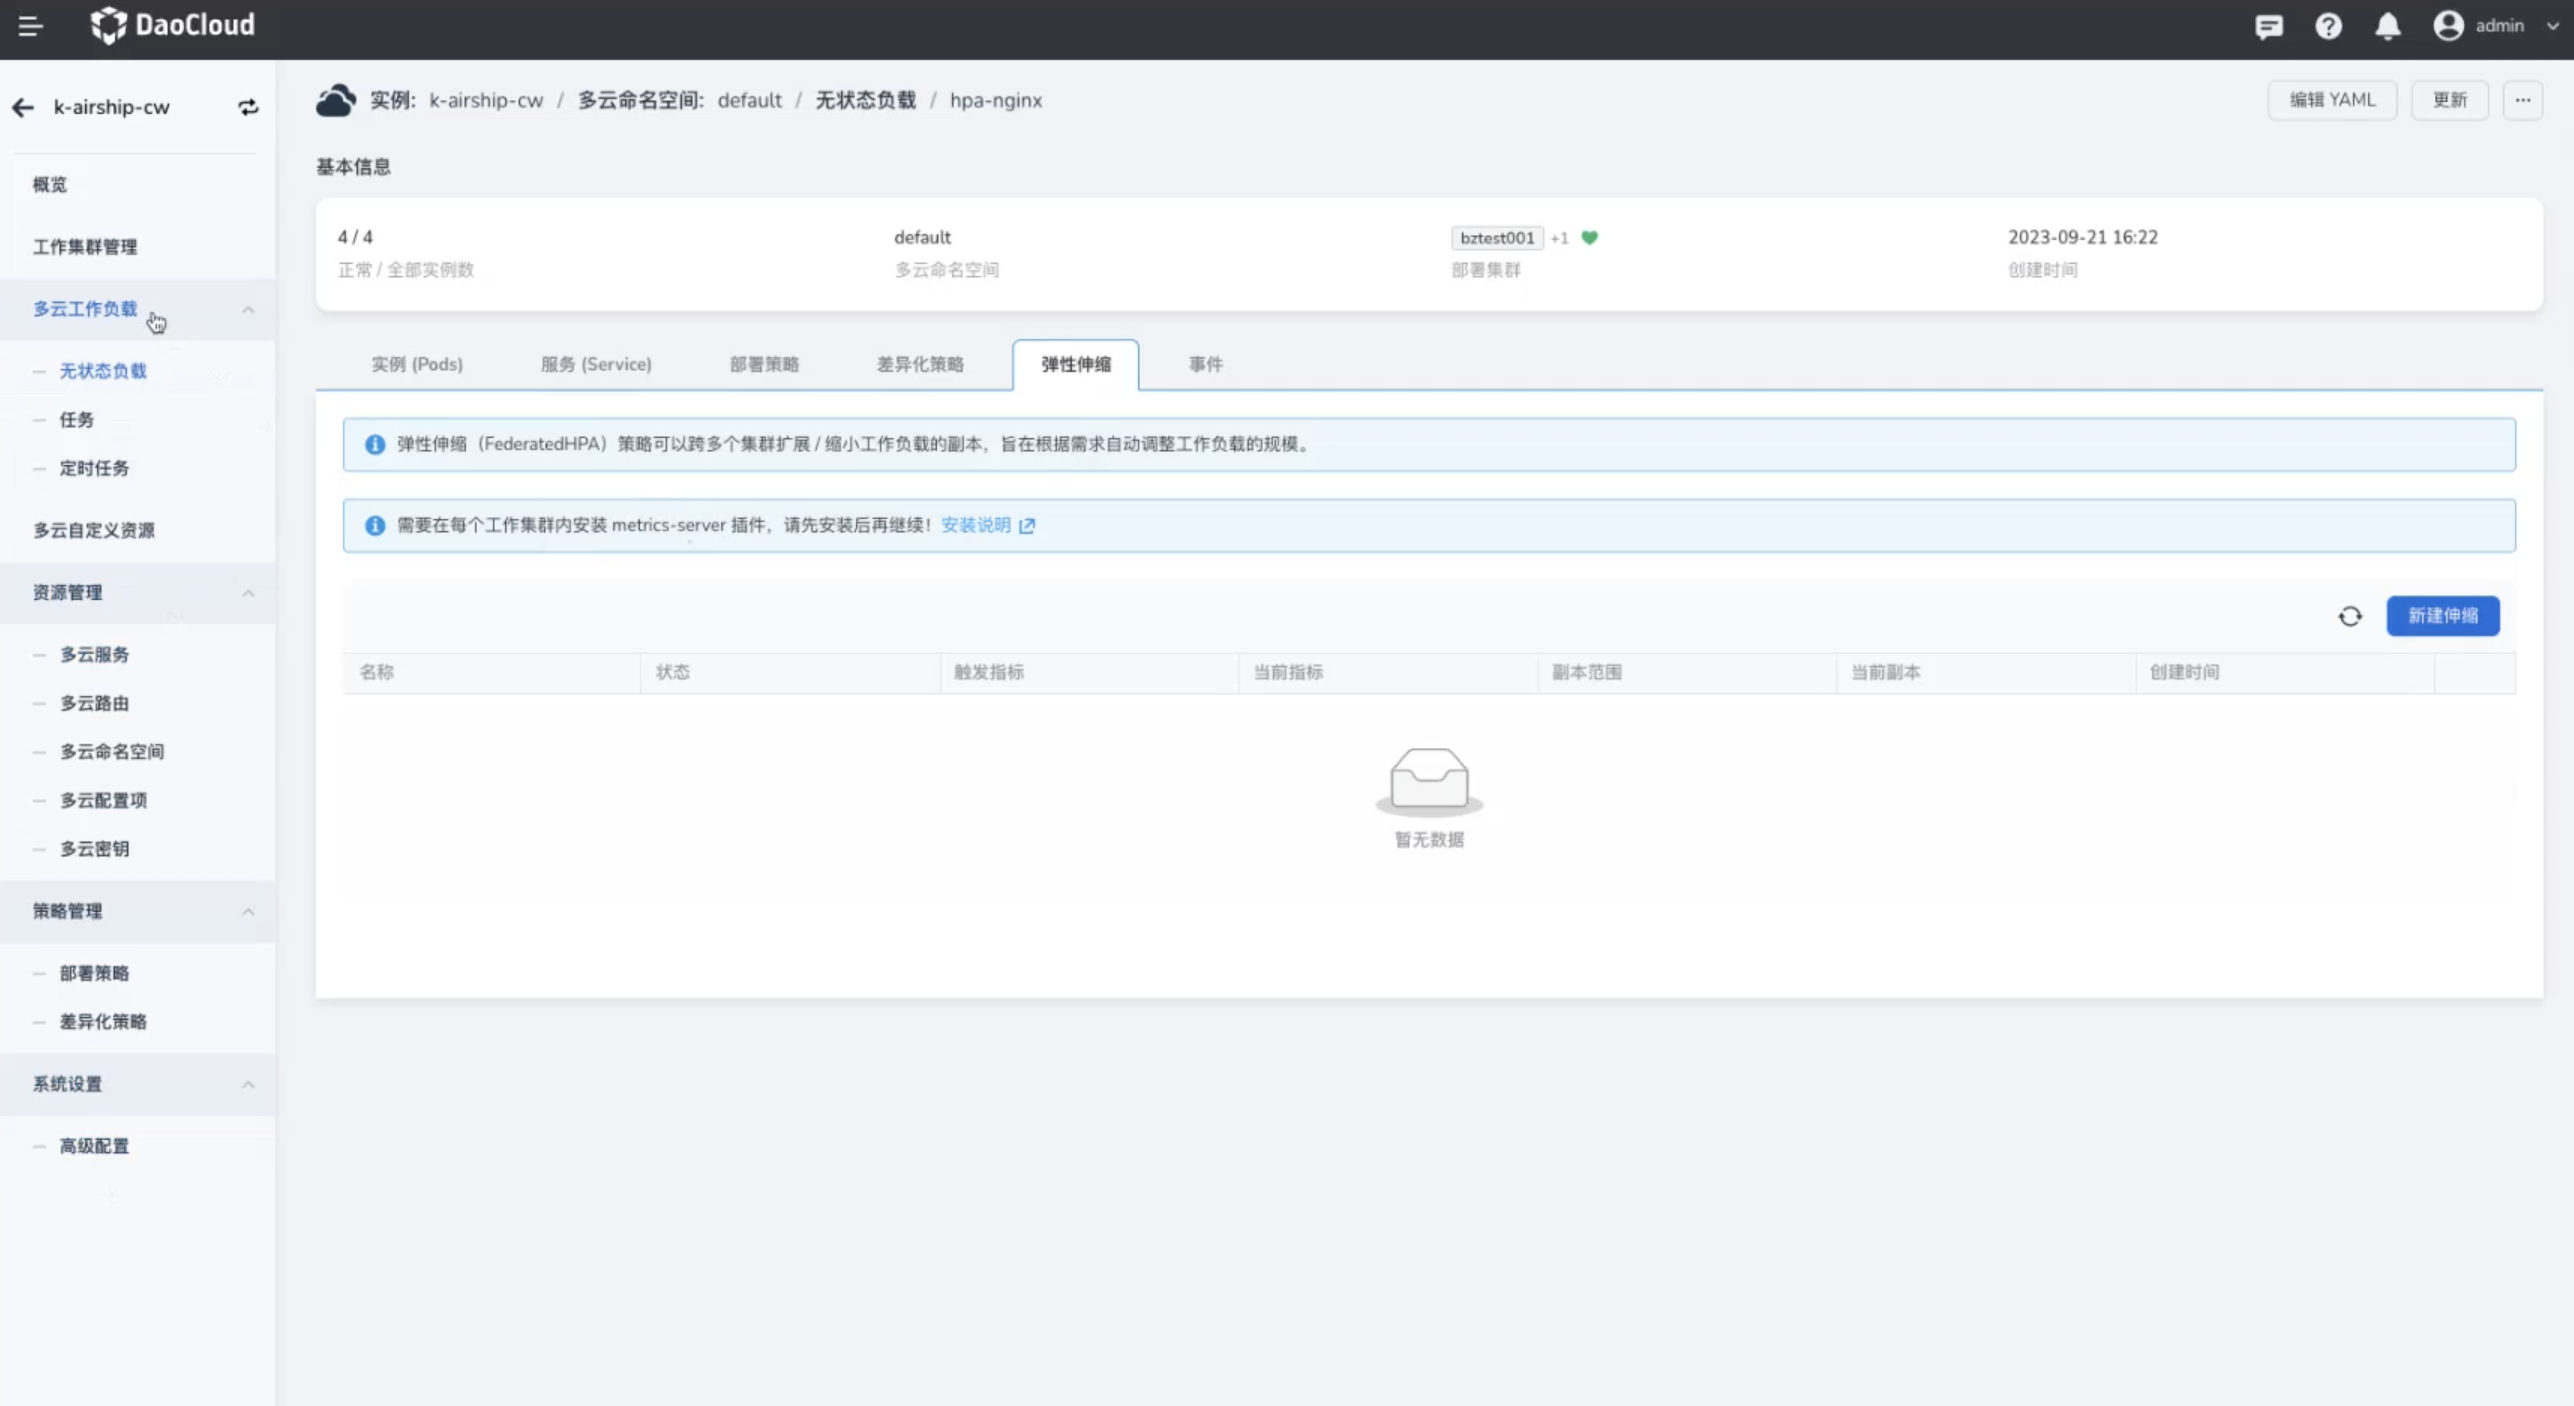 DaoCloud
admin
k-airship-cw
概览
工作集群管理
多云工作负载
无状态负载
任务
定时任务
多云自定义资源
资源管理
多云服务
多云路由
多云命名空间
多云配置项
多云密钥
策略管理
部署策略
差异化策略
系统设置
高级配置
实例: k-airship-cw / 多云命名空间: default / 无状态负载 / hpa-nginx
编辑 YAML
更新
基本信息
4 / 4
正常 / 全部实例数
default
多云命名空间
bztest001 +1
部署集群
2023-09-21 16:22
创建时间
实例 (Pods)
服务 (Service)
部署策略
差异化策略
弹性伸缩
事件
弹性伸缩（FederatedHPA）策略可以跨多个集群扩展 / 缩小工作负载的副本，旨在根据需求自动调整工作负载的规模。
需要在每个工作集群内安装 metrics-server 插件，请先安装后再继续！安装说明
新建伸缩
名称
状态
触发指标
当前指标
副本范围
当前副本
创建时间
暂无数据